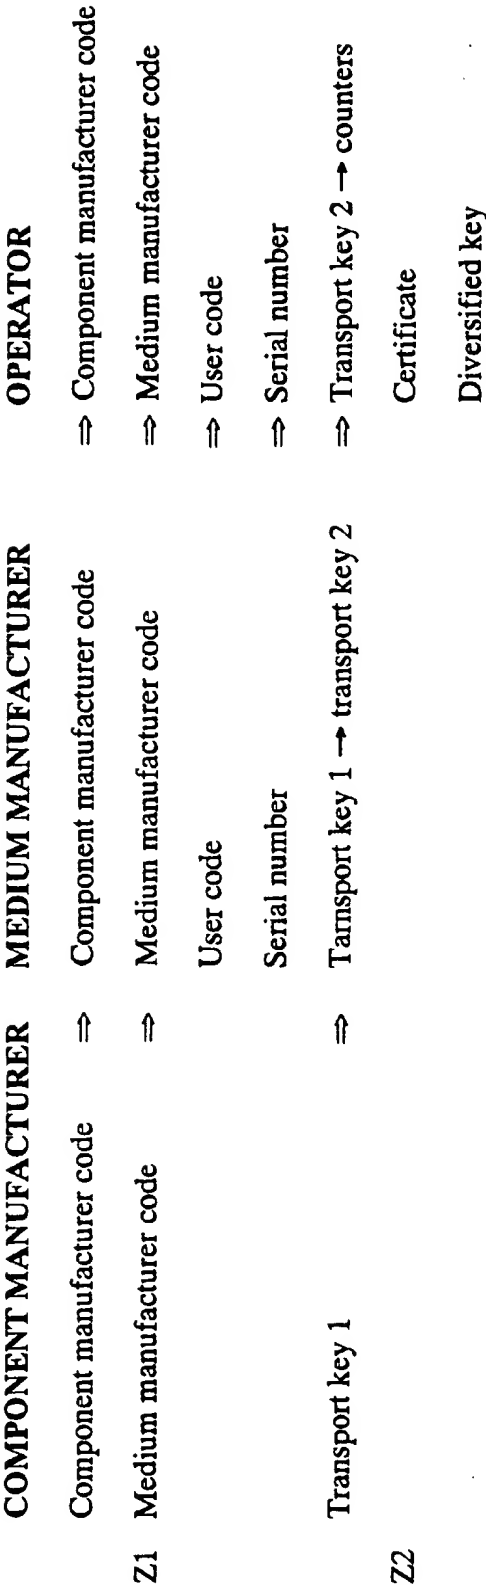 COMPONENT MANUFACTURER MEDIUM MANUFACTURER OPERATOR
Component manufacturer code ⇒ Component manufacturer code ⇒ Component manufacturer code
Z1 Medium manufacturer code ⇒ Medium manufacturer code ⇒ Medium manufacturer code
User code ⇒ User code
Serial number ⇒ Serial number
Transport key 1 ⇒ Tarnsport key 1 → transport key 2 ⇒ Transport key 2 → counters
Z2 Certificate
Diversified key